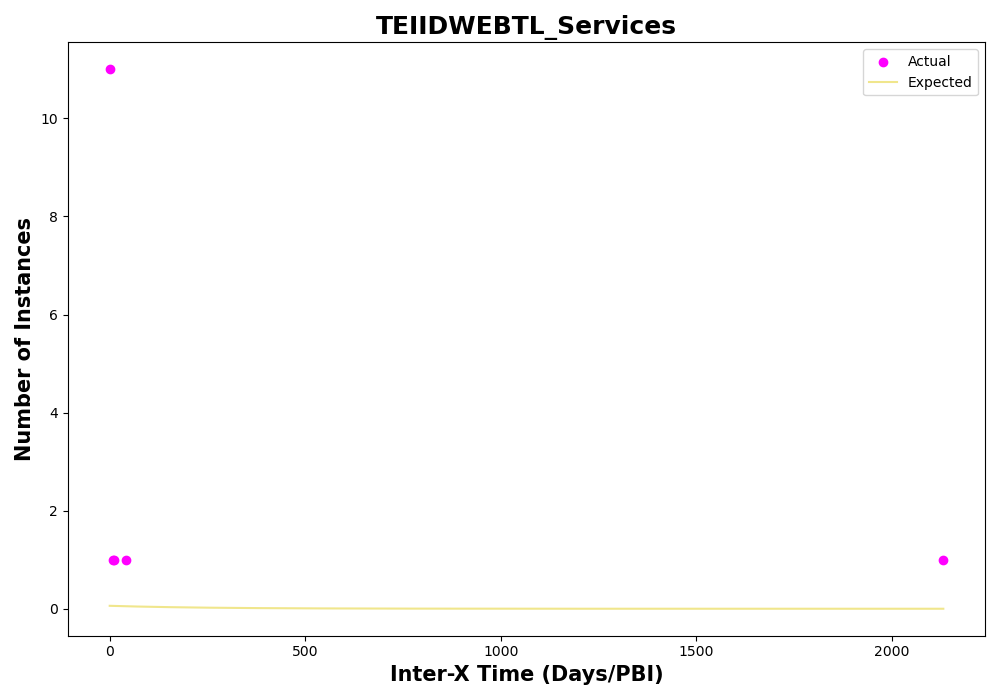 TEIIDWEBTL_Services
Actual
Expected
10
8
6
4
2
0
Number of Instances
0 500 1000 1500 2000
Inter-X Time (Days/PBI)